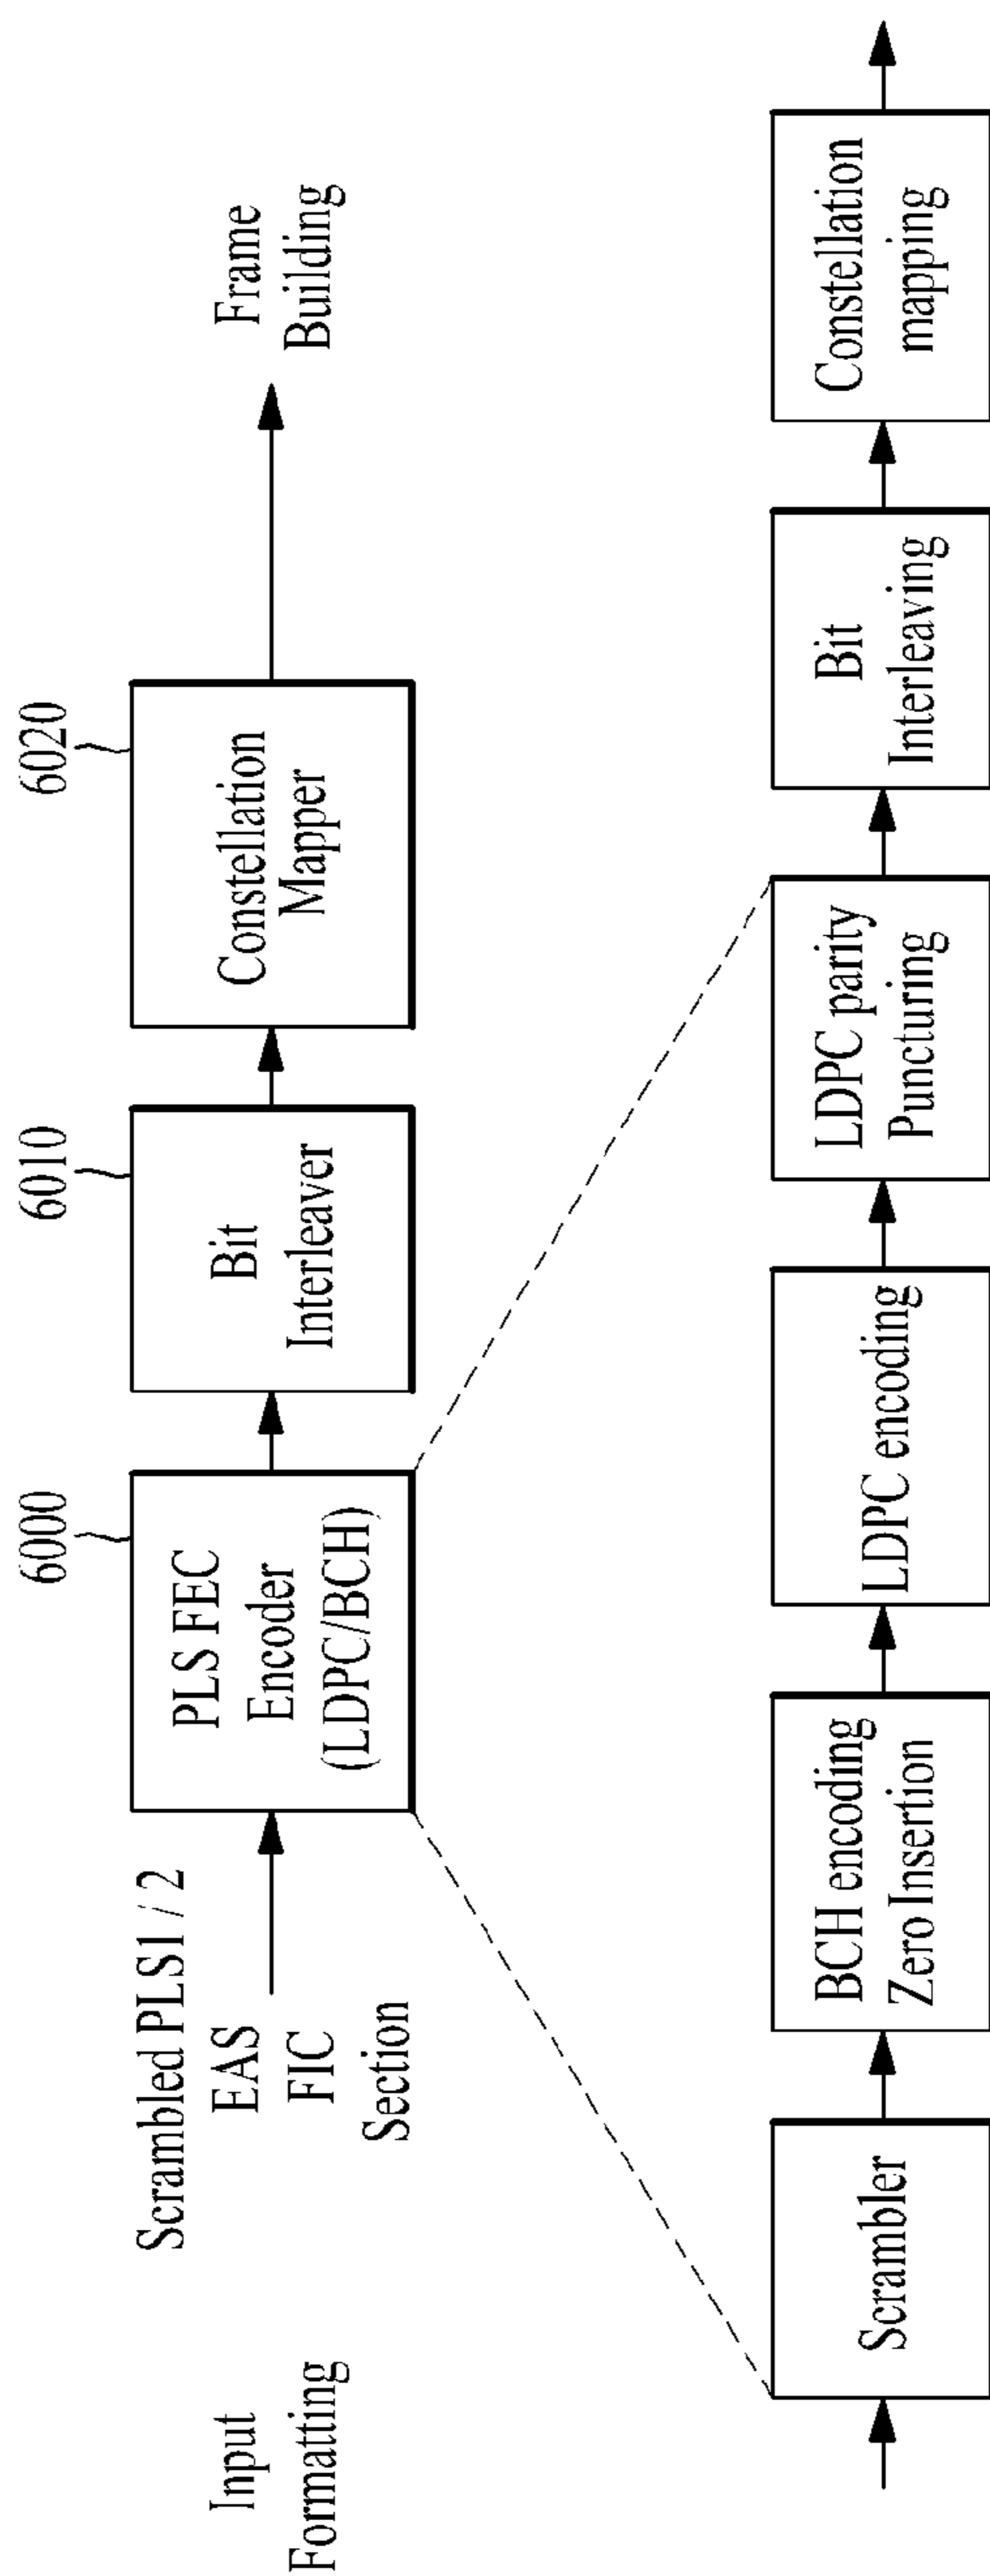 Input
Formatting
Scrambled PLS1 / 2
EAS
FIC
Section
6000
PLS FEC
Encoder
(LDPC/BCH)
6010
Bit
Interleaver
6020
Constellation
Mapper
Frame
Building
Scrambler
BCH encoding
Zero Insertion
LDPC encoding
LDPC parity
Puncturing
Bit
Interleaving
Constellation
mapping